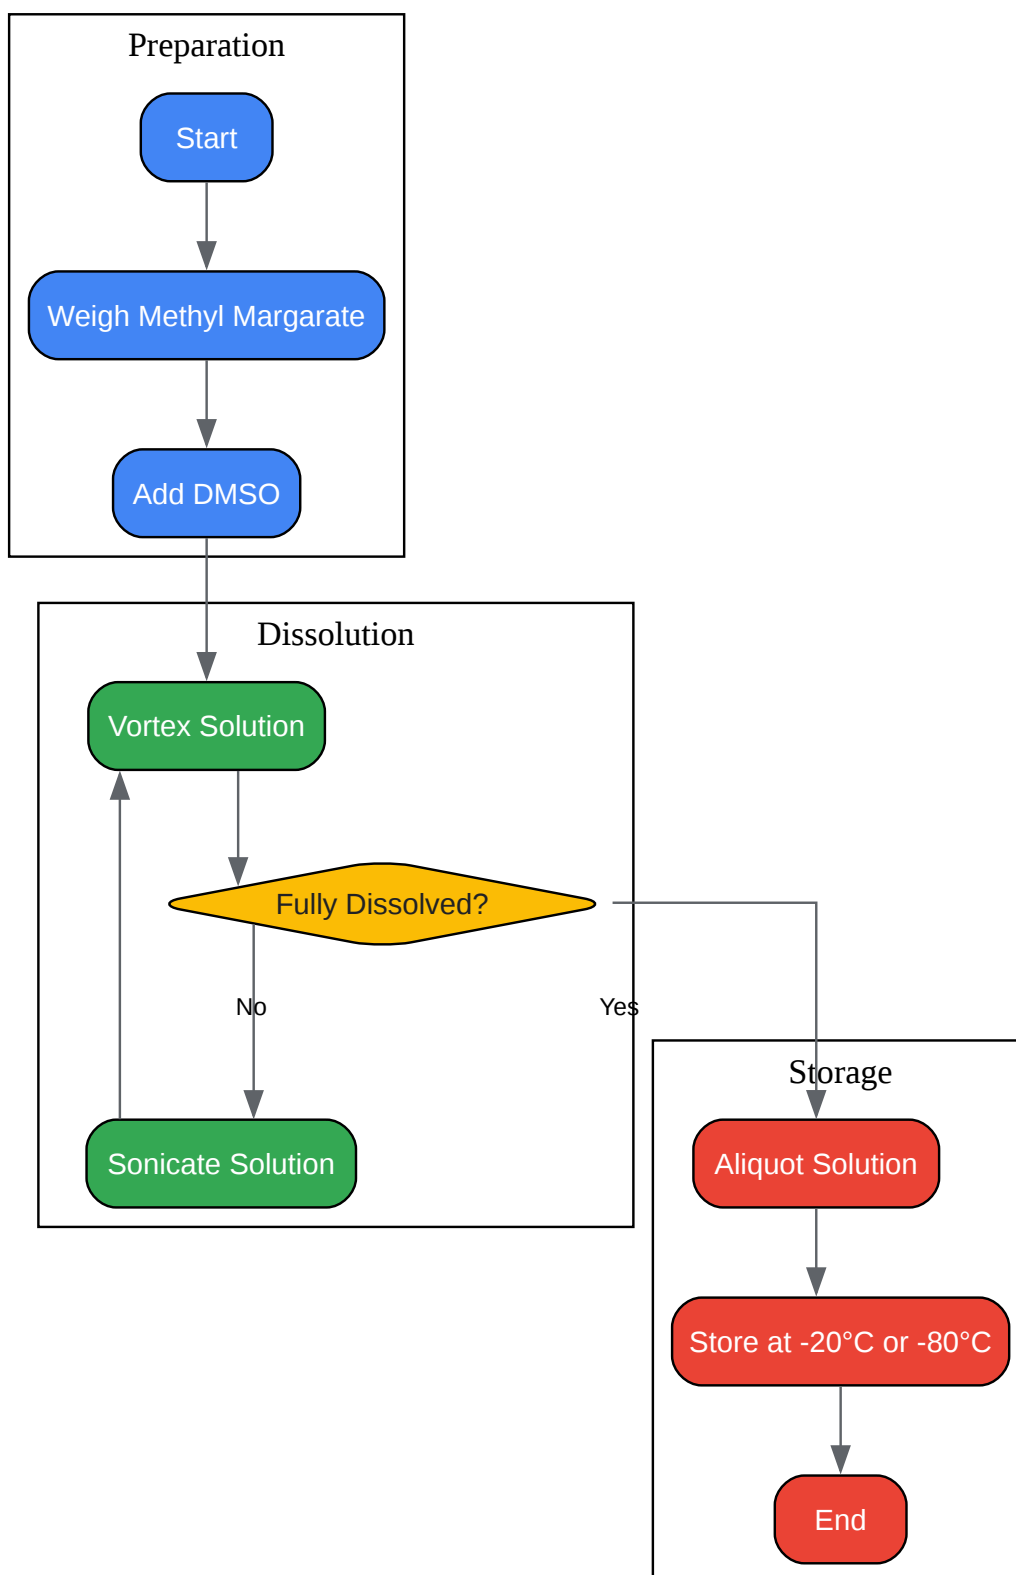 Preparation
Start
Weigh Methyl Margarate
Add DMSO
Dissolution
Vortex Solution
Fully Dissolved?
No
Yes
Sonicate Solution
Storage
Aliquot Solution
Store at -20°C or -80°C
End